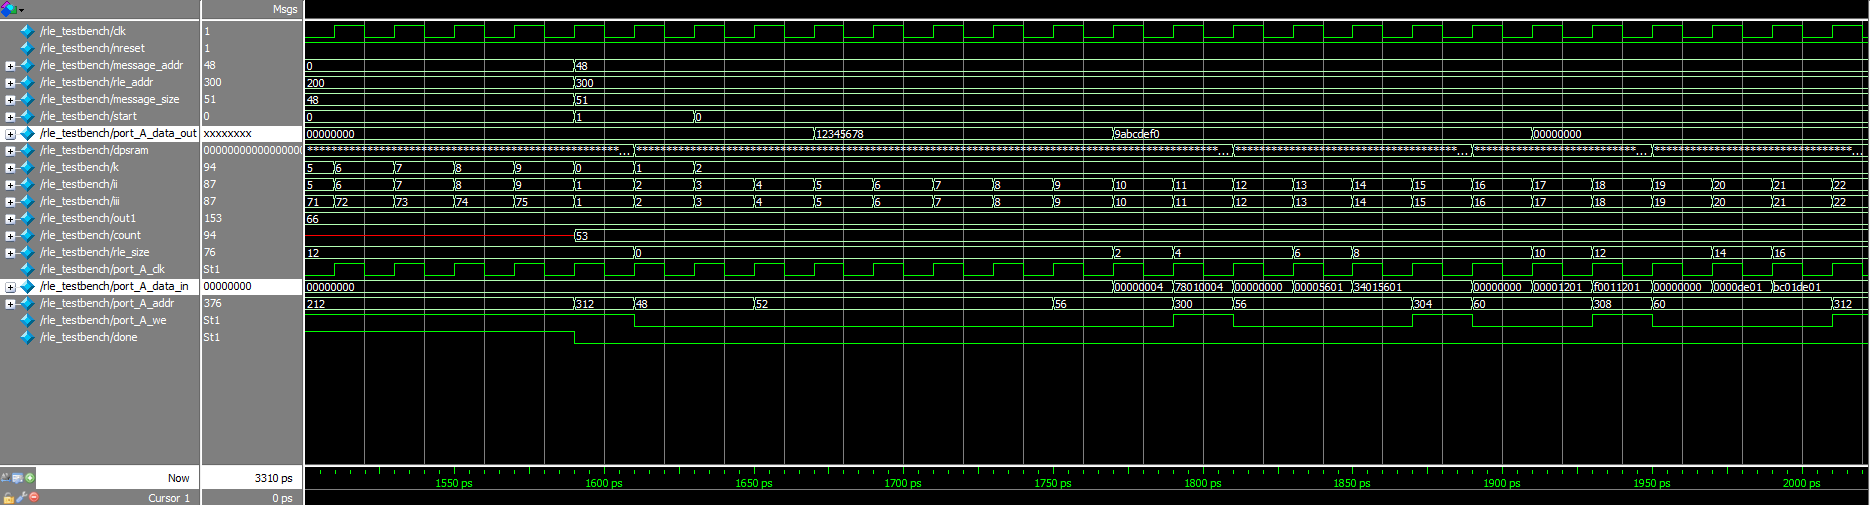 Msgs
/rle_testbench/clk 1
/rle_testbench/nreset 1
/rle_testbench/message_addr 48 0 48
/rle_testbench/rle_addr 300 200 300
/rle_testbench/message_size 51 48 51
/rle_testbench/start 0 0 1 0
/rle_testbench/port_A_data_out xxxxxxxx 00000000 12345678 9abcdef0 00000000
/rle_testbench/dpsram
/rle_testbench/k 94 5 6 7 8 9 0 1 2
/rle_testbench/ii 87 5 6 7 8 9 1 2 3 4 5 6 7 8 9 10 11 12 13 14 15 16 17 18 19 20 21 22
/rle_testbench/iii 87 71 72 73 74 75 1 2 3 4 5 6 7 8 9 10 11 12 13 14 15 16 17 18 19 20 21 22
/rle_testbench/out1 153 66
/rle_testbench/count 94 53
/rle_testbench/rle_size 76 12 0 2 4 6 8 10 12 14 16
/rle_testbench/port_A_clk St1
/rle_testbench/port_A_data_in 00000000 00000000 00000004 78010004 00000000 00005601 34015601 00000000 00001201 f0011201 00000000 0000de01 bc01de01
/rle_testbench/port_A_addr 376 212 312 48 52 56 300 56 304 60 308 60 312
/rle_testbench/port_A_we St1
/rle_testbench/done St1
Now 3310 ps
1550 ps 1600 ps 1650 ps 1700 ps 1750 ps 1800 ps 1850 ps 1900 ps 1950 ps 2000 ps
Cursor 1 0 ps